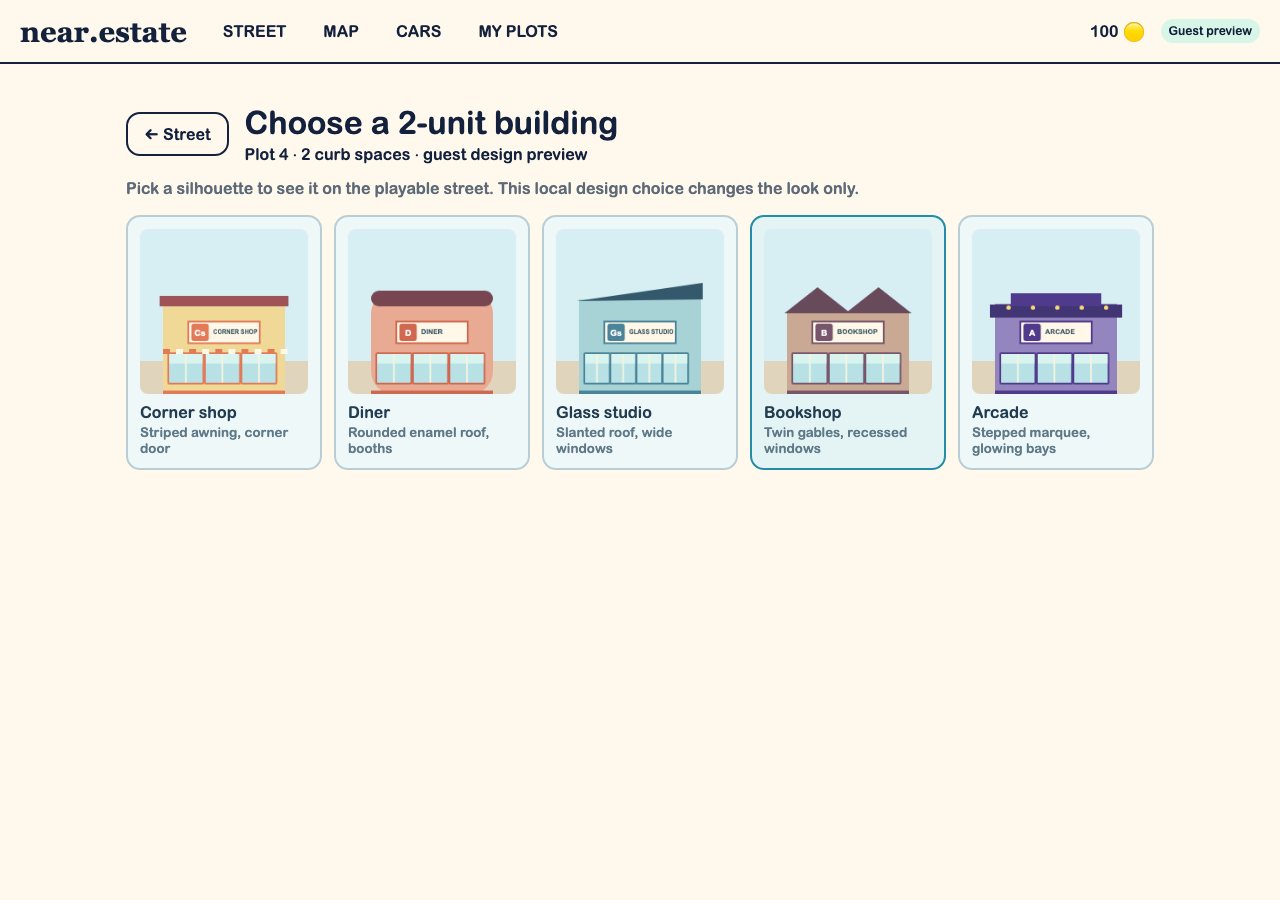 near.estate STREET MAP CARS MY PLOTS 100 Guest preview
← Street
Choose a 2-unit building
Plot 4 · 2 curb spaces · guest design preview
Pick a silhouette to see it on the playable street. This local design choice changes the look only.
Cs CORNER SHOP
Corner shop
Striped awning, corner
door
D DINER
Diner
Rounded enamel roof,
booths
Gs GLASS STUDIO
Glass studio
Slanted roof, wide
windows
B BOOKSHOP
Bookshop
Twin gables, recessed
windows
A ARCADE
Arcade
Stepped marquee,
glowing bays